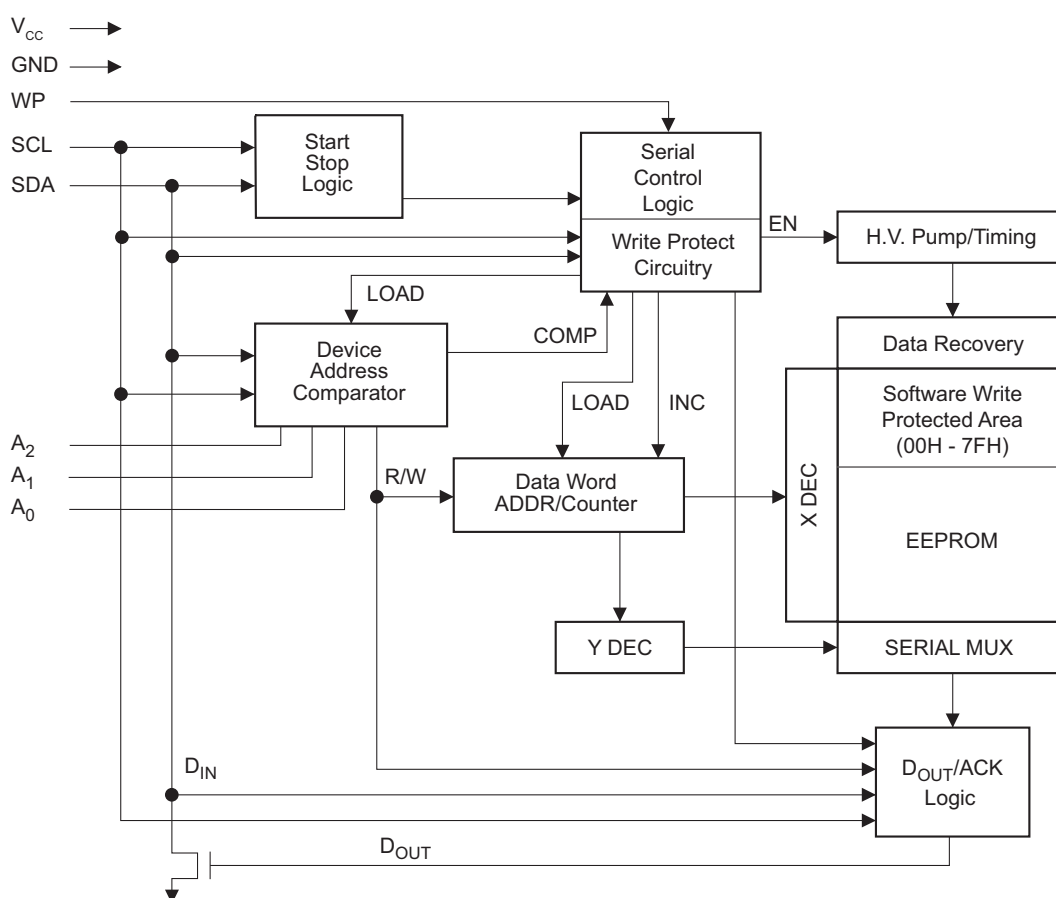 VCC
GND
WP
SCL
SDA
Start
Stop
Logic
Serial
Control
Logic
Write Protect
Circuitry
EN
H.V. Pump/Timing
LOAD
COMP
Device
Address
Comparator
LOAD
INC
Data Recovery
Software Write
Protected Area
(00H - 7FH)
X DEC
EEPROM
A2
A1
A0
R/W
Data Word
ADDR/Counter
Y DEC
SERIAL MUX
DIN
DOUT/ACK
Logic
DOUT